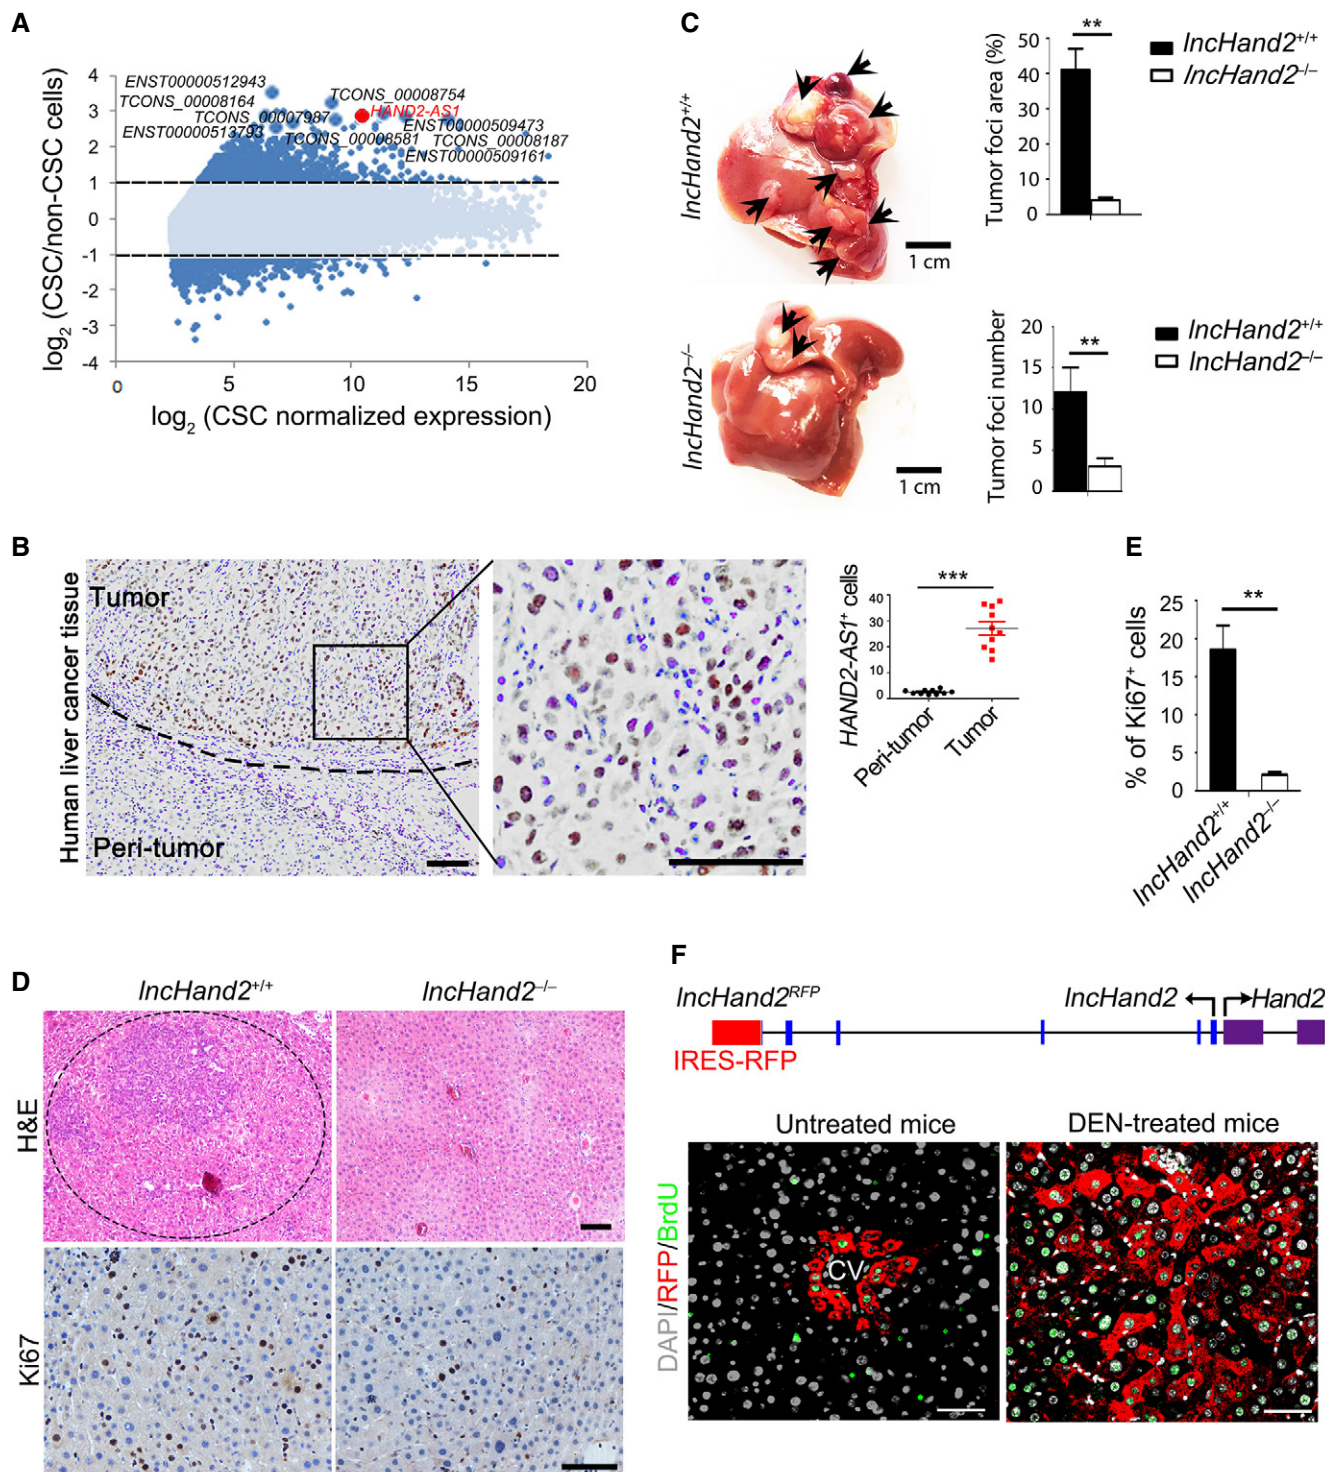 A
log2 (CSC/non-CSC cells)
4
3
2
1
0
-1
-2
-3
-4
ENST00000512943
TCONS_00008164
TCONS_00007987
ENST00000513793
TCONS_00008754
HAND2-AS1
ENST00000509473
TCONS_00008581
TCONS_00008187
ENST00000509161
0 5 10 15 20
log2 (CSC normalized expression)
C
lncHand2+/+
1 cm
lncHand2–/–
1 cm
Tumor foci area (%)
50
40
30
20
10
0
**
lncHand2+/+
lncHand2–/–
Tumor foci number
20
15
10
5
0
**
lncHand2+/+
lncHand2–/–
B
Human liver cancer tissue
Tumor
Peri-tumor
HAND2-AS1+ cells
40
30
20
10
0
***
Peri-tumor
Tumor
E
% of Ki67+ cells
25
20
15
10
5
0
**
lncHand2+/+
lncHand2–/–
D
lncHand2+/+
lncHand2–/–
H&E
Ki67
F
lncHand2RFP
lncHand2
Hand2
IRES-RFP
Untreated mice
DEN-treated mice
DAPI/RFP/BrdU
CV